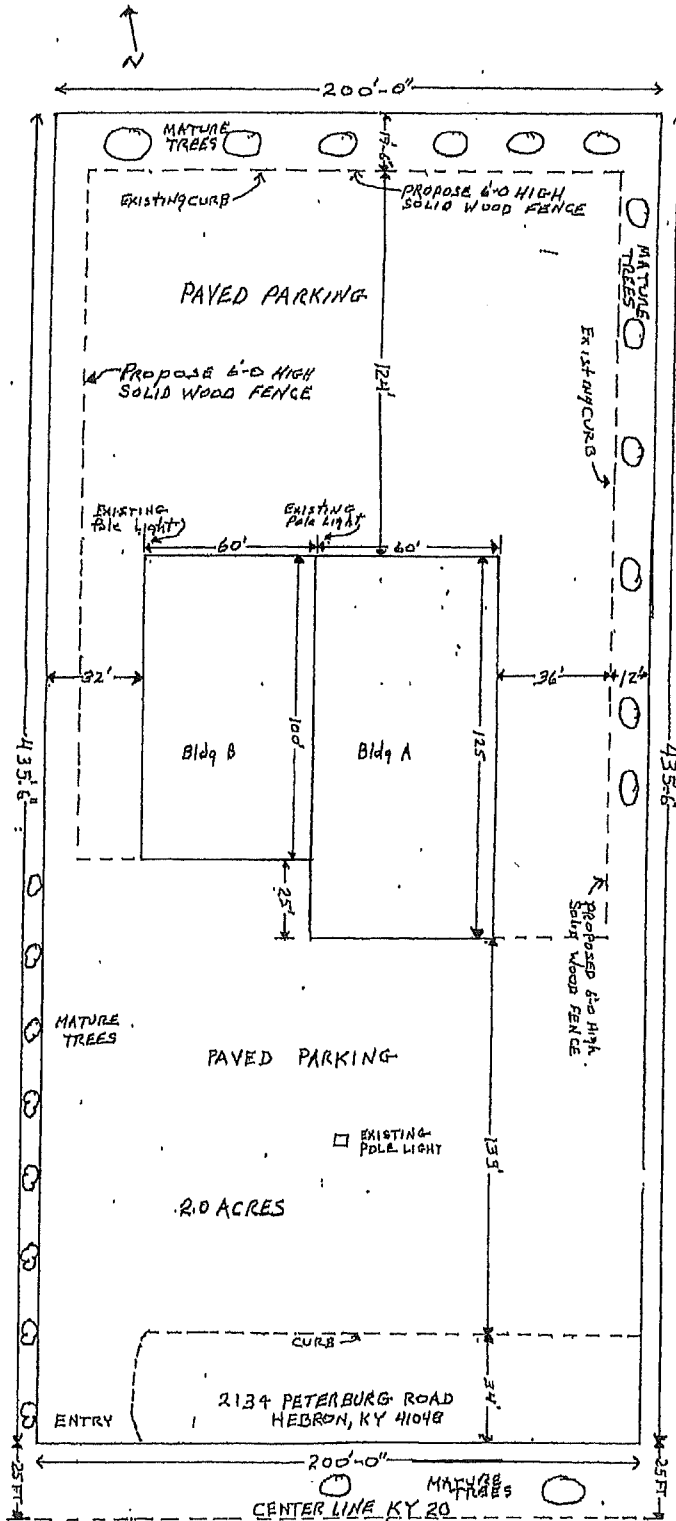 N
200'-0"
MATURE
TREES
17'-6"
EXISTING CURB
PROPOSE 6'-0 HIGH
SOLID WOOD FENCE
MATURE
TREES
PAVED PARKING
124'
PROPOSE 6'-0 HIGH
SOLID WOOD FENCE
EXISTING CURB
EXISTING
Pole Light
EXISTING
Pole Light
60'
60'
32'
36'
12'
100'
125
Bldg B
Bldg A
435'-6"
435'-6
25'
PROPOSED 6'-0 High
Solid WOOD FENCE
MATURE
TREES
PAVED PARKING
EXISTING
POLE LIGHT
2.0 ACRES
CURB
34'
2134 PETERBURG ROAD
HEBRON, KY 41048
ENTRY
200'-0"
25 FT
25 FT
MATURE
TREES
CENTER LINE KY 20